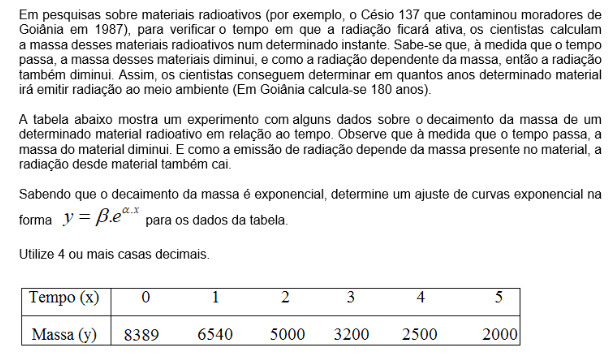 Em pesquisas sobre materiais radioativos (por exemplo, o Césio 137 que contaminou moradores de
Goiânia em 1987), para verificar o tempo em que a radiação ficará ativa, os cientistas calculam
a massa desses materiais radioativos num determinado instante. Sabe-se que, à medida que o tempo
passa, a massa desses materiais diminui, e como a radiação dependente da massa, então a radiação
também diminui. Assim, os cientistas conseguem determinar em quantos anos determinado material
irá emitir radiação ao meio ambiente (Em Goiânia calcula-se 180 anos).
A tabela abaixo mostra um experimento com alguns dados sobre o decaimento da massa de um
determinado material radioativo em relação ao tempo. Observe que à medida que o tempo passa, a
massa do material diminui. E como a emissão de radiação depende da massa presente no material, a
radiação desde material também cai.
Sabendo que o decaimento da massa é exponencial, determine um ajuste de curvas exponencial na
forma y = β.e^{α.x} para os dados da tabela.
Utilize 4 ou mais casas decimais.
Tempo (x) 0 1 2 3 4 5
Massa (y) 8389 6540 5000 3200 2500 2000